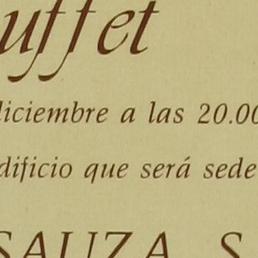 uffet
diciembre a las 20.00
dificio que será sede
SAUZA, S.